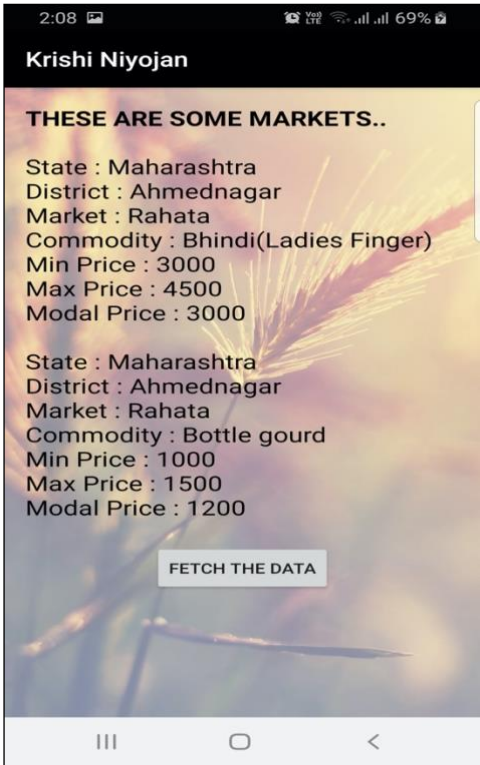 2:08 Vo) LTE 69%
Krishi Niyojan
THESE ARE SOME MARKETS..
State : Maharashtra
District : Ahmednagar
Market : Rahata
Commodity : Bhindi(Ladies Finger)
Min Price : 3000
Max Price : 4500
Modal Price : 3000
State : Maharashtra
District : Ahmednagar
Market : Rahata
Commodity : Bottle gourd
Min Price : 1000
Max Price : 1500
Modal Price : 1200
FETCH THE DATA